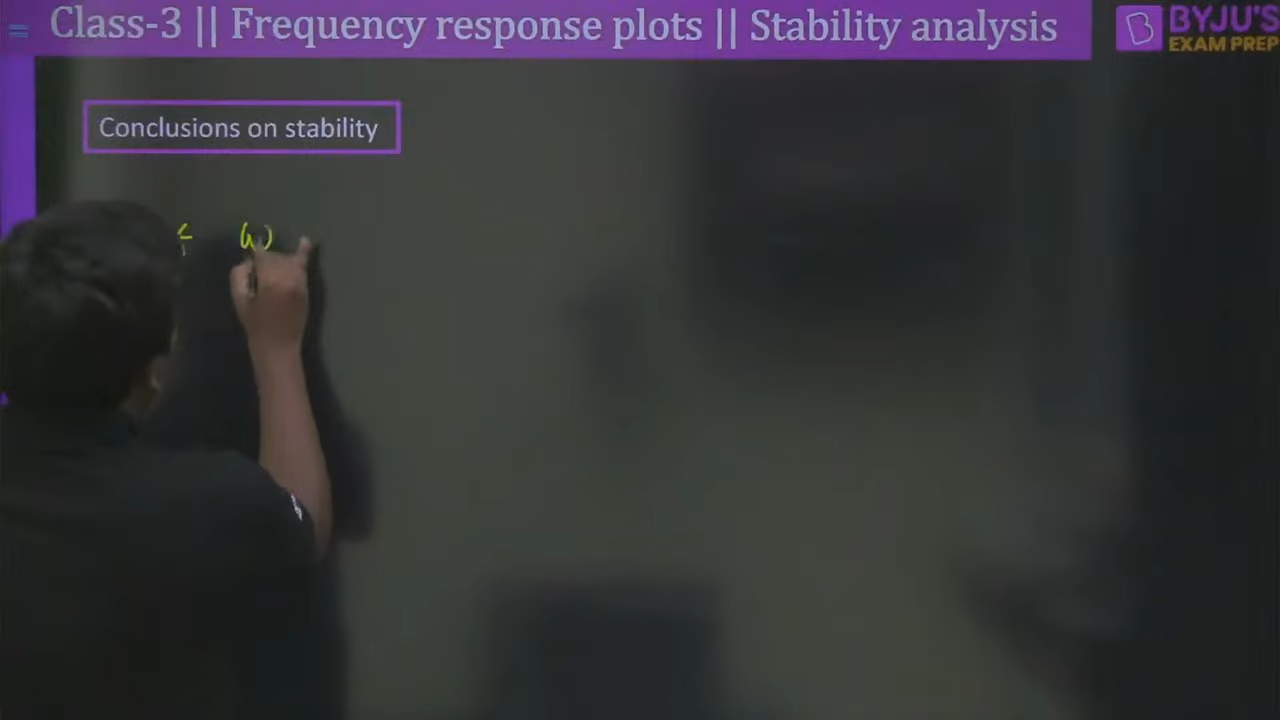 Class-3 || Frequency response plots || Stability analysis
BYJU'S
EXAM PREP
Conclusions on stability